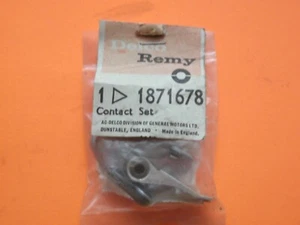 Delco
Remy
1 ▷ 1871678
Contact Set
AC-DELCO DIVISION OF GENERAL MOTORS LTD.
DUNSTABLE, ENGLAND • Made in England.